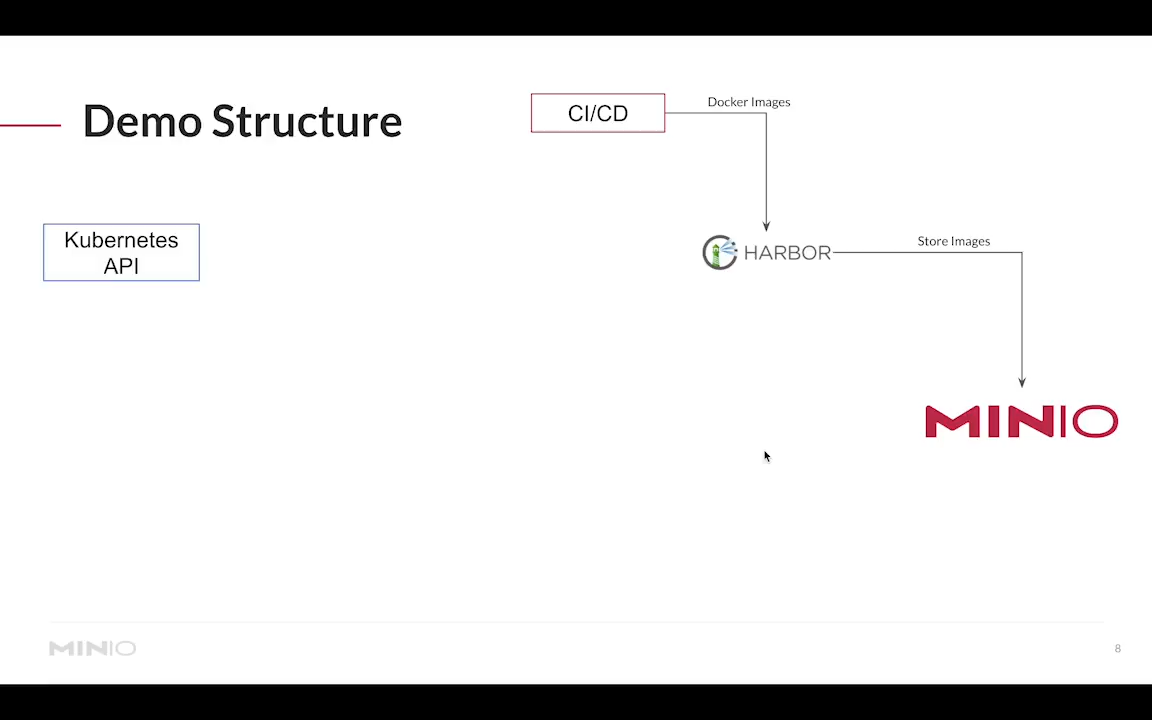 Demo Structure
CI/CD
Docker Images
Kubernetes
API
HARBOR
Store Images
MINIO
MINIO
8